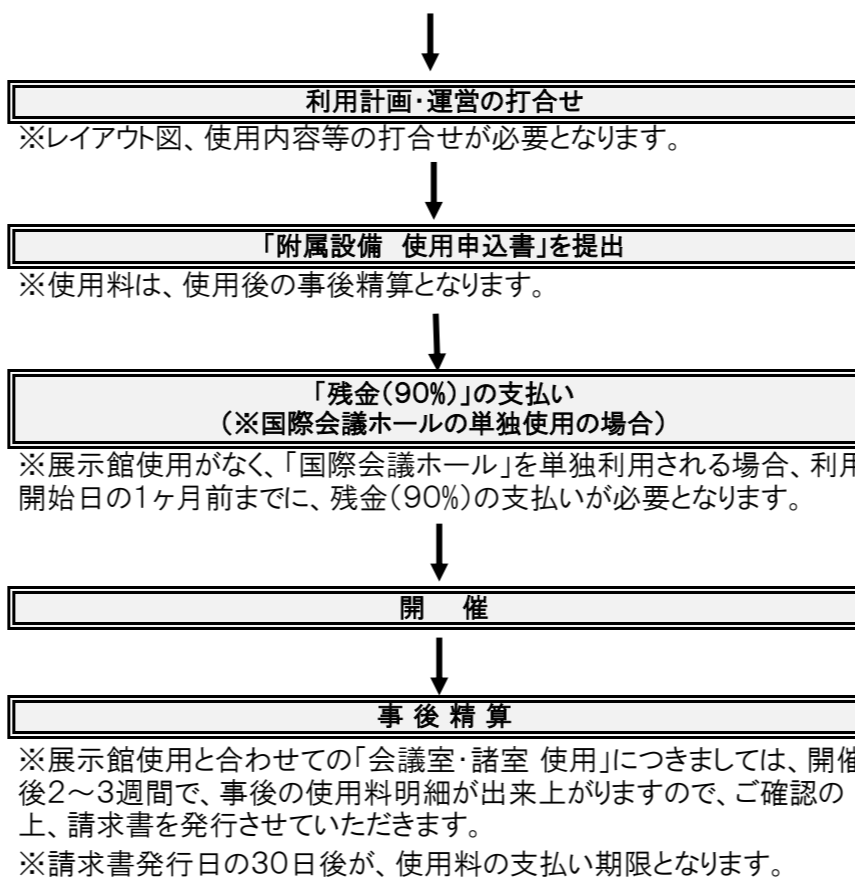 利用計画・運営の打合せ
※レイアウト図、使用内容等の打合せが必要となります。
「附属設備 使用申込書」を提出
※使用料は、使用後の事後精算となります。
「残金(90%)」の支払い
(※国際会議ホールの単独使用の場合)
※展示館使用がなく、「国際会議ホール」を単独利用される場合、利用
開始日の1ヶ月前までに、残金(90%)の支払いが必要となります。
開 催
事 後 精 算
※展示館使用と合わせての「会議室・諸室 使用」につきましては、開催
後2～3週間で、事後の使用料明細が出来上がりますので、ご確認の
上、請求書を発行させていただきます。
※請求書発行日の30日後が、使用料の支払い期限となります。